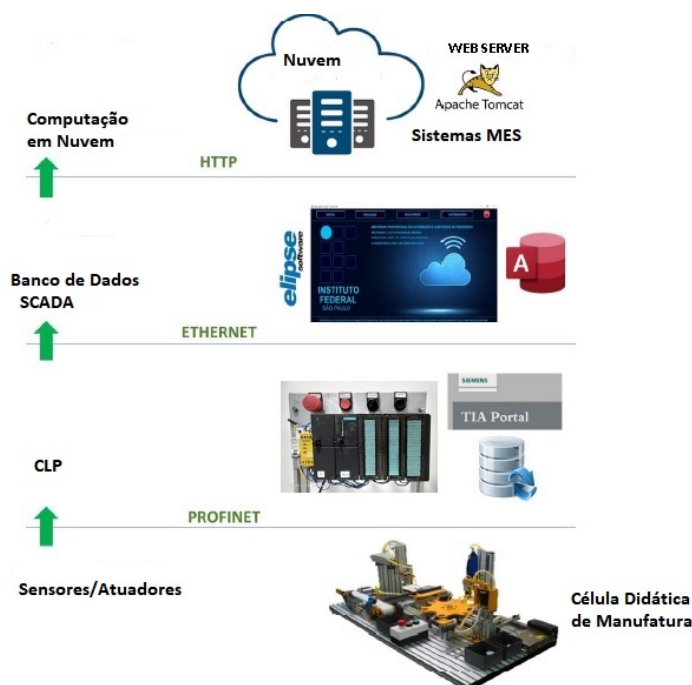 Nuvem
WEB SERVER
Apache Tomcat
Sistemas MES
Computação
em Nuvem
HTTP
elipse
software
INSTITUTO
FEDERAL
SÃO PAULO
A
Banco de Dados
SCADA
ETHERNET
SIEMENS
TIA Portal
CLP
PROFINET
Sensores/Atuadores
Célula Didática
de Manufatura